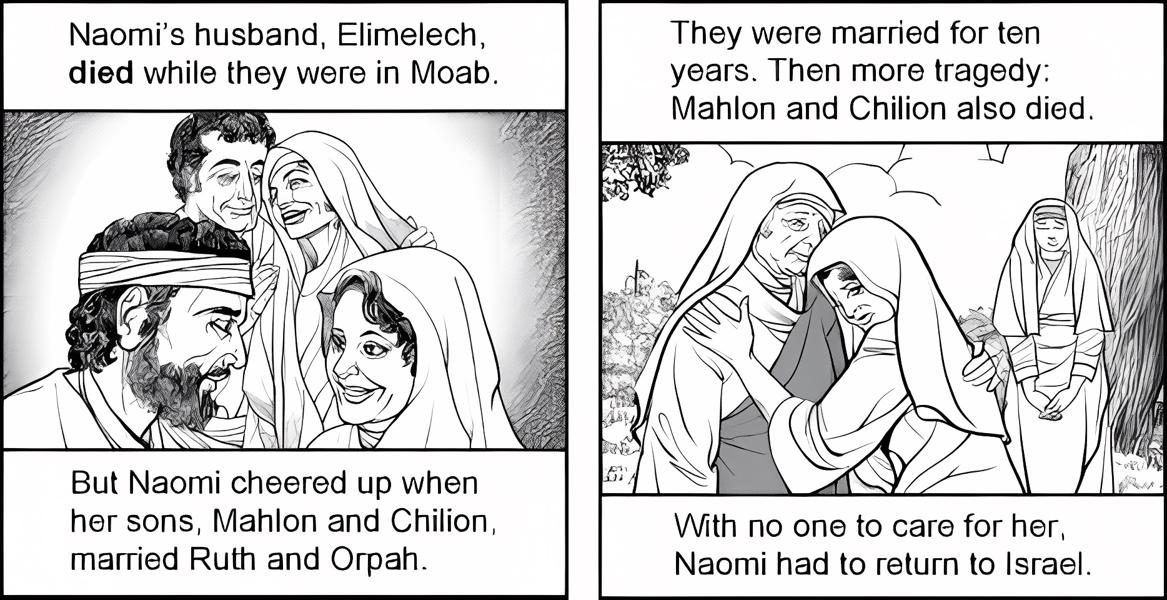 Naomi's husband, Elimelech,
died while they were in Moab.
But Naomi cheered up when
her sons, Mahlon and Chilion,
married Ruth and Orpah.
They were married for ten
years. Then more tragedy:
Mahlon and Chilion also died.
With no one to care for her,
Naomi had to return to Israel.